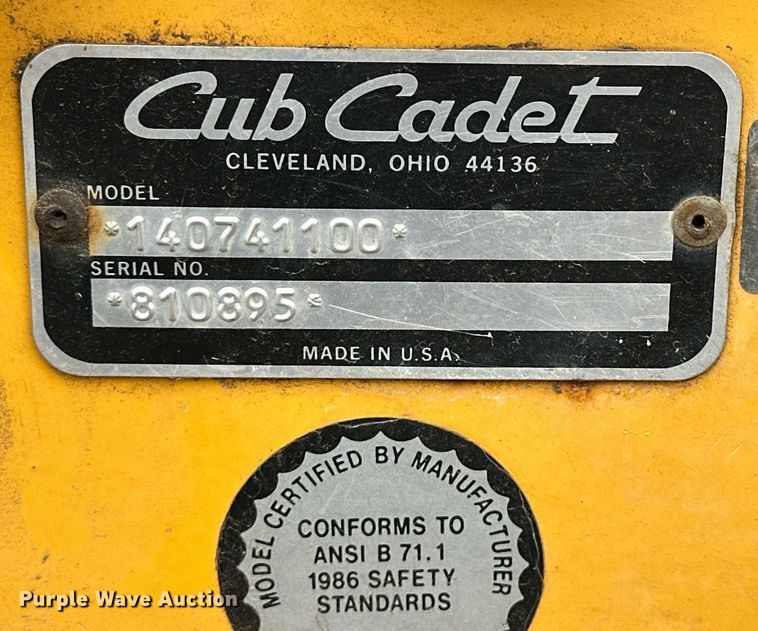 Cub Cadet
CLEVELAND, OHIO 44136
MODEL
*140741100*
SERIAL NO.
*810895*
MADE IN U.S.A.
MODEL CERTIFIED BY MANUFACTURER
CONFORMS TO
ANSI B 71.1
1986 SAFETY
STANDARDS
Purple Wave Auction